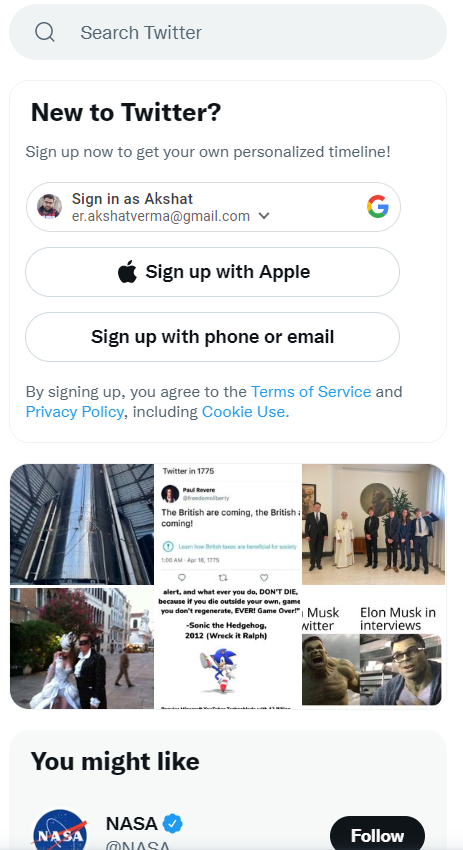 Search Twitter
New to Twitter?
Sign up now to get your own personalized timeline!
Sign in as Akshat
er.akshatverma@gmail.com
Sign up with Apple
Sign up with phone or email
By signing up, you agree to the Terms of Service and
Privacy Policy, including Cookie Use.
Twitter in 1775
Paul Revere
@freedomnliberty
The British are coming, the British a
coming!
Learn how British taxes are beneficial for society
1:00 AM · Apr 18, 1775
alert, and what ever you do, DON'T DIE,
because if you die outside your own, game
you don't regenerate, EVER! Game Over!"
-Sonic the Hedgehog,
2012 (Wreck it Ralph)
Musk
witter
Elon Musk in
interviews
You might like
NASA
NASA
@NASA
Follow